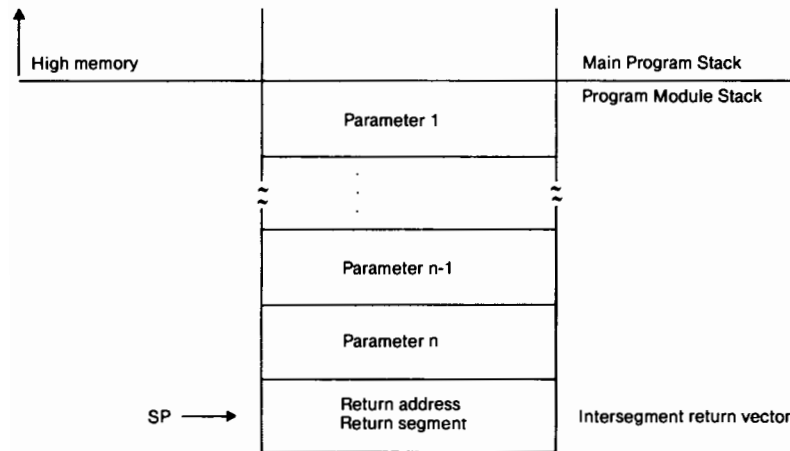 High memory
Main Program Stack
Program Module Stack
Parameter 1
Parameter n-1
Parameter n
SP
Return address
Return segment
Intersegment return vector